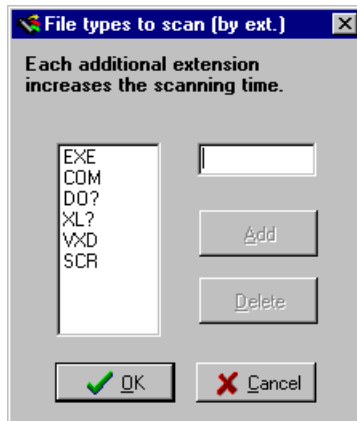 File types to scan (by ext.)
Each additional extension
increases the scanning time.
EXE
COM
DO?
XL?
VXD
SCR
Add
Delete
OK
Cancel